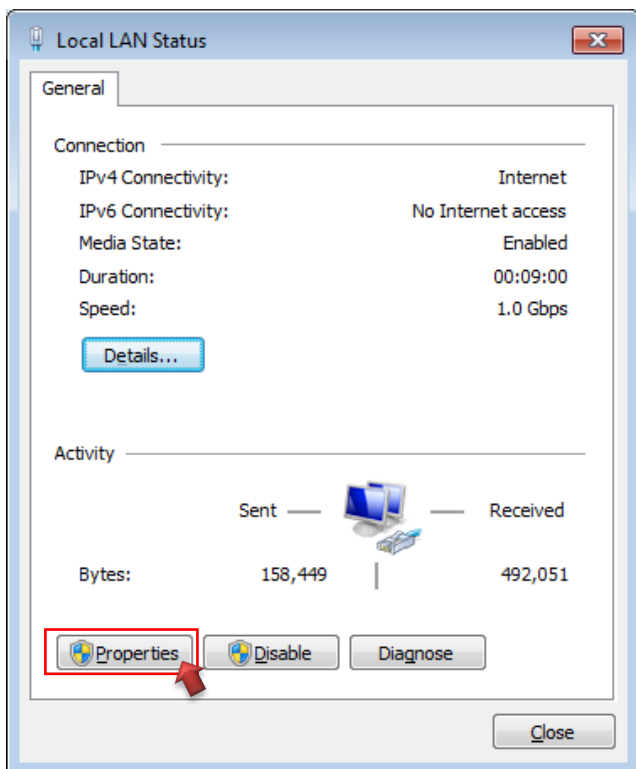 Local LAN Status
General
Connection
IPv4 Connectivity: Internet
IPv6 Connectivity: No Internet access
Media State: Enabled
Duration: 00:09:00
Speed: 1.0 Gbps
Details...
Activity
Sent Received
Bytes: 158,449 492,051
Properties Disable Diagnose
Close